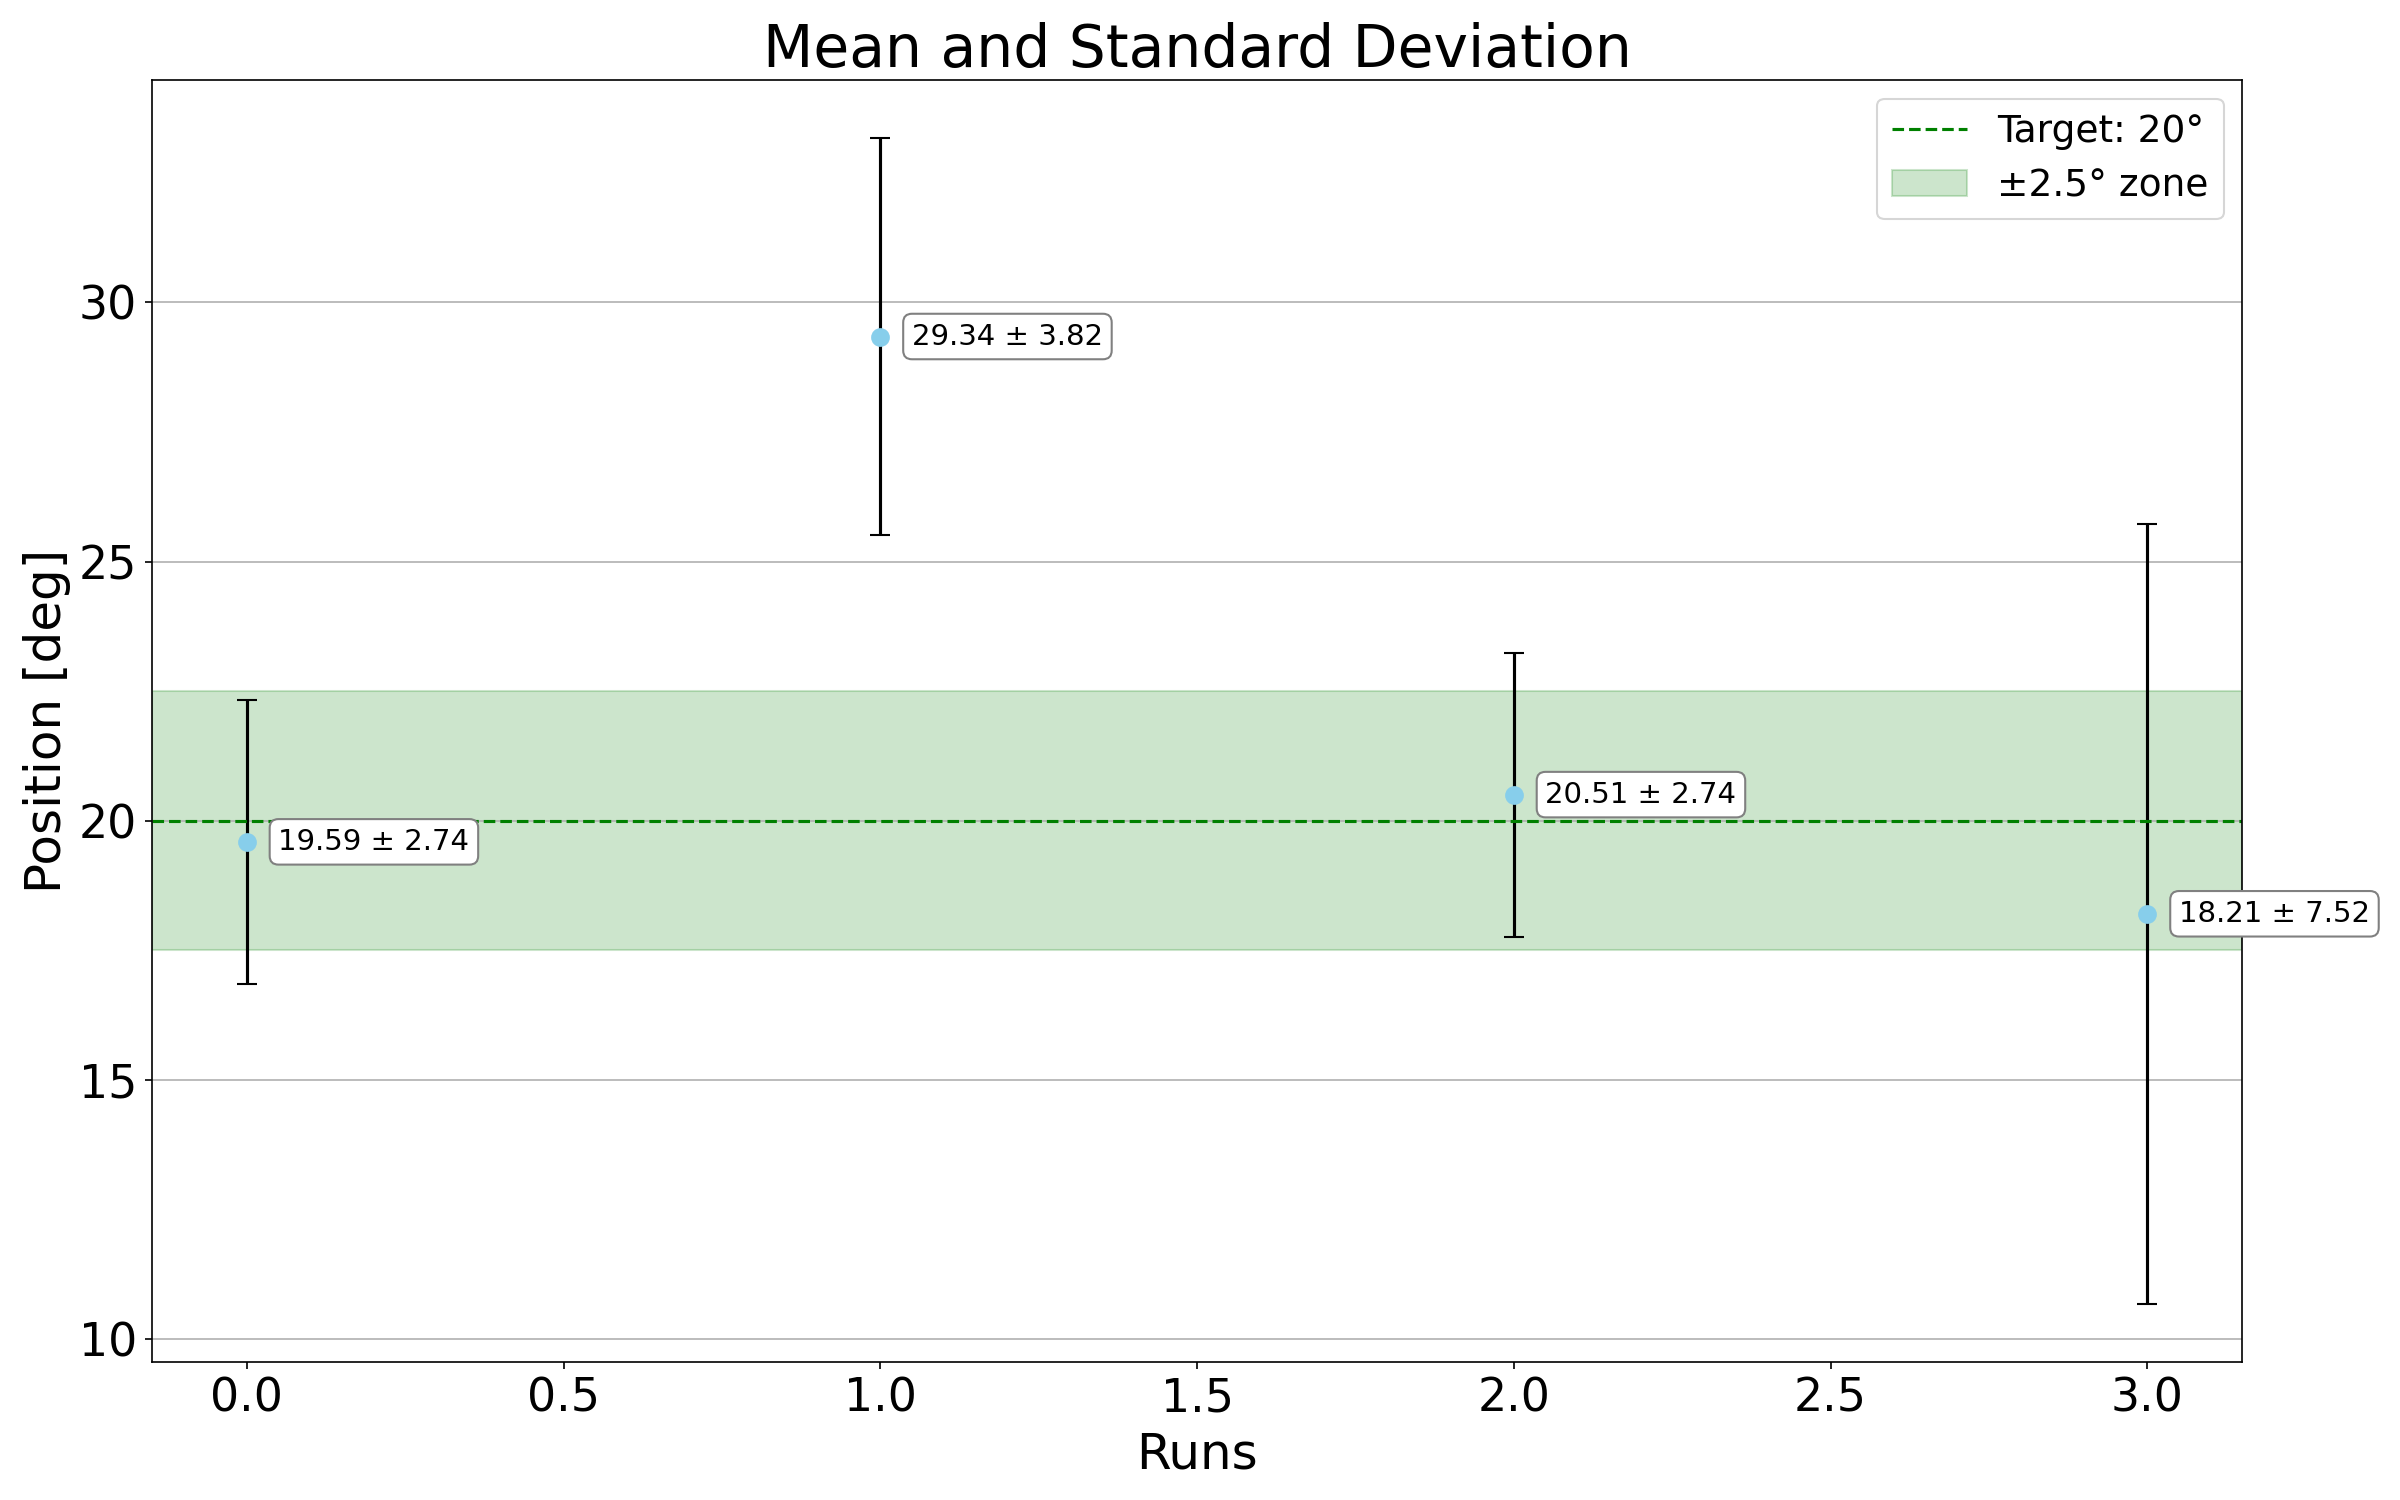 Mean and Standard Deviation
Target: 20°
±2.5° zone
Position [deg]
30
25
20
15
10
29.34 ± 3.82
20.51 ± 2.74
19.59 ± 2.74
18.21 ± 7.52
0.0 0.5 1.0 1.5 2.0 2.5 3.0
Runs